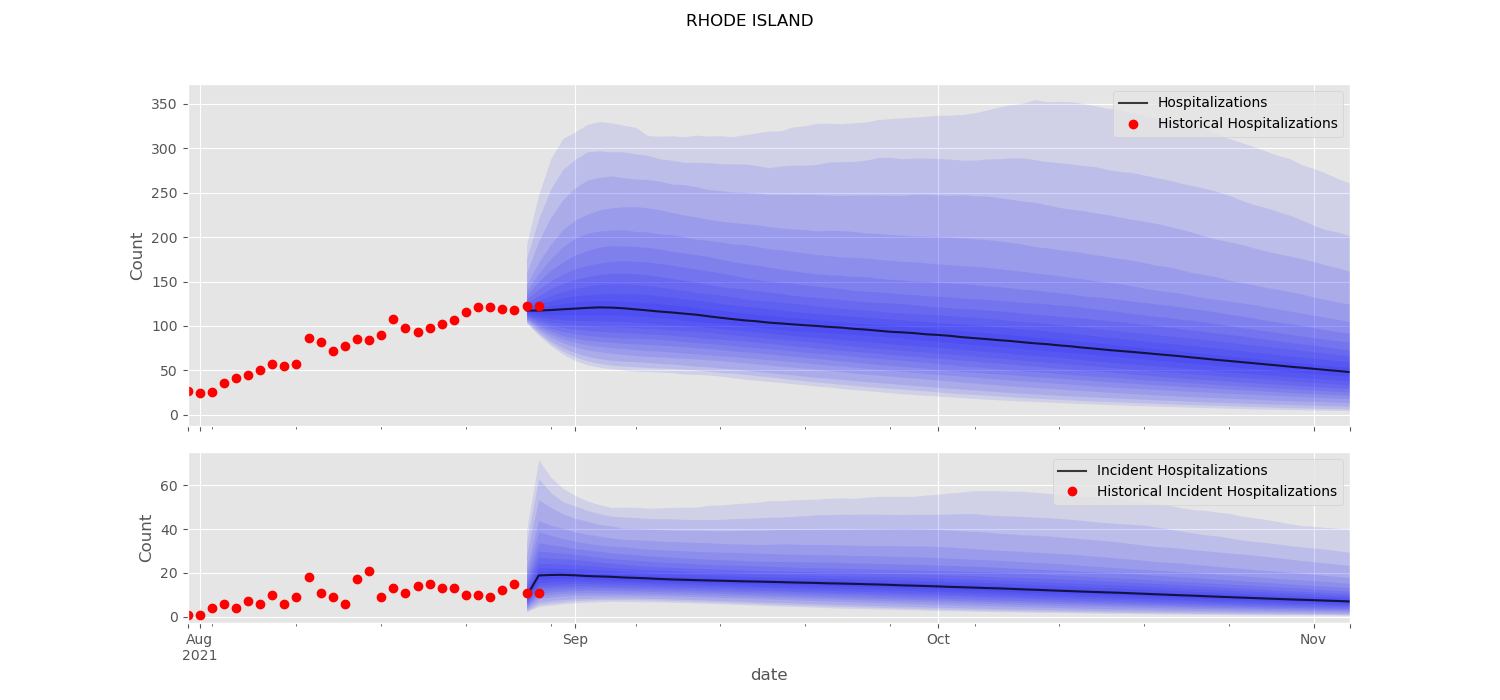 RHODE ISLAND
Hospitalizations
Historical Hospitalizations
350
300
250
200
150
100
50
0
Count
Incident Hospitalizations
Historical Incident Hospitalizations
60
40
20
0
Count
Aug
2021
Sep
Oct
Nov
date